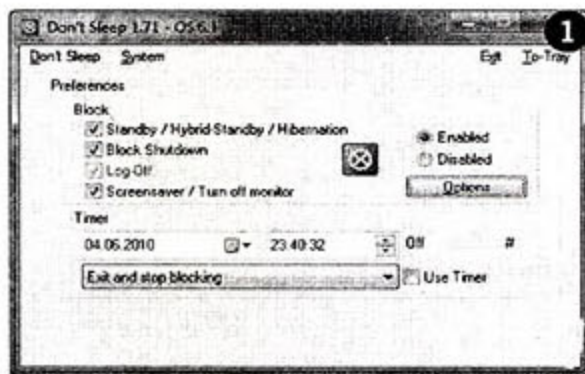 Don't Sleep 1.71 - OS6.1
1
Don't Sleep System Exit To-Tray
Preferences
Block
Standby / Hybrid-Standby / Hibernation
Block Shutdown
Log-Off
Screensaver / Turn off monitor
Enabled
Disabled
Options
Timer
04.06.2010 23:40:32 Off #
Exit and stop blocking Use Timer